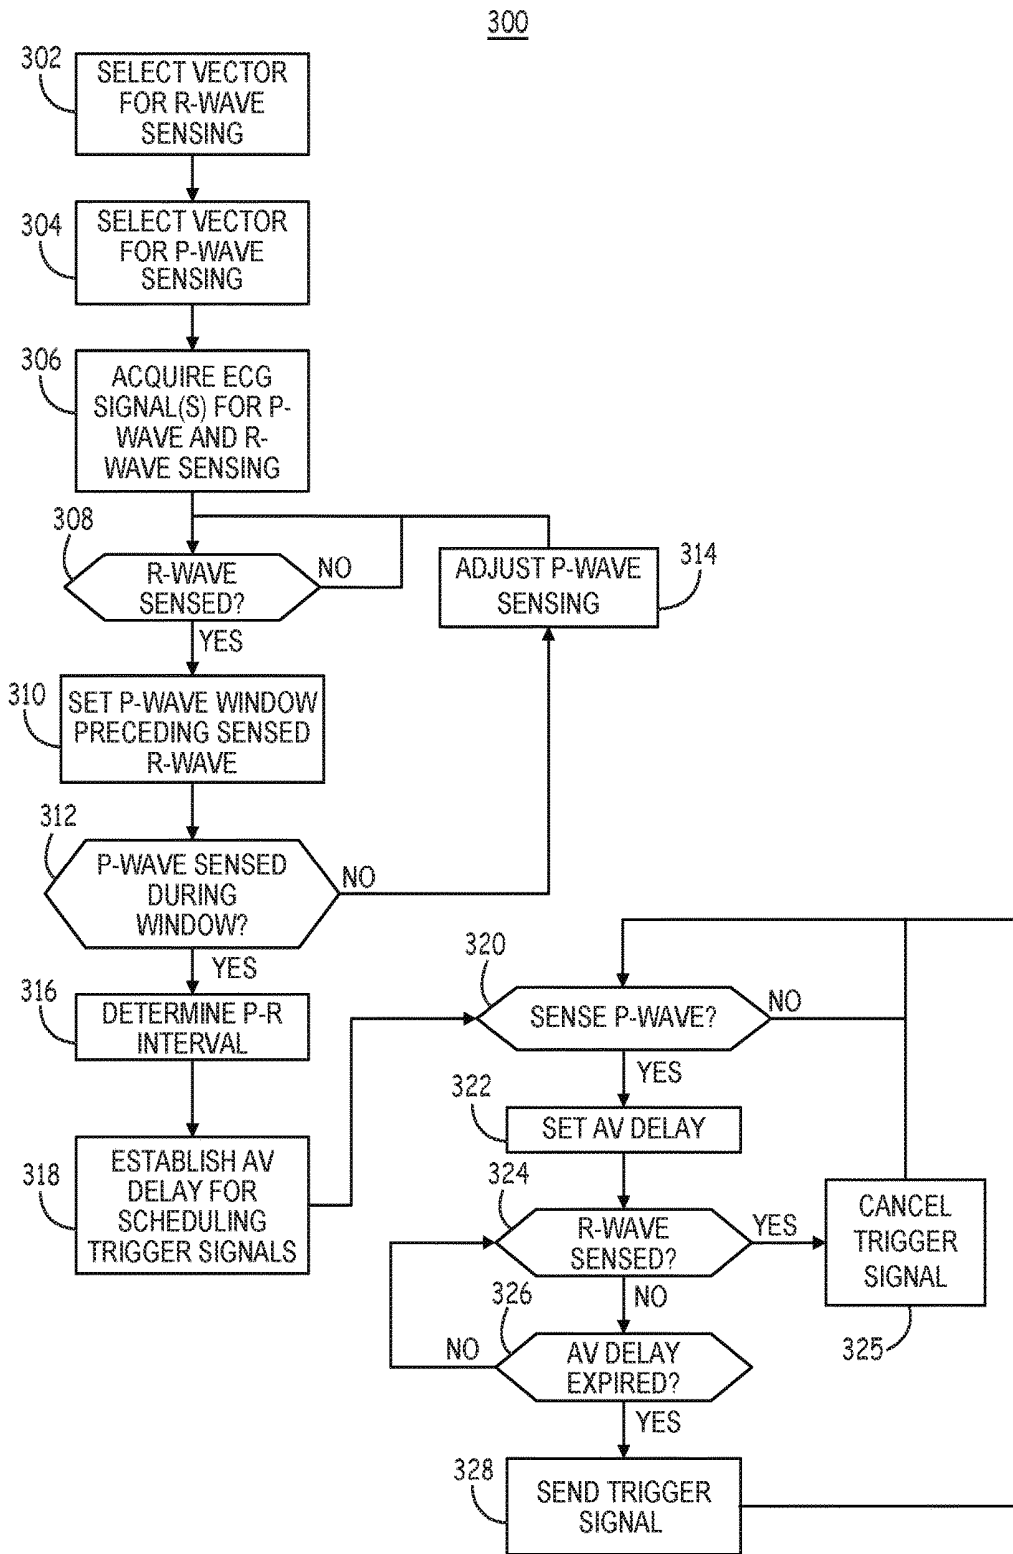 300
302
SELECT VECTOR
FOR R-WAVE
SENSING
304
SELECT VECTOR
FOR P-WAVE
SENSING
306
ACQUIRE ECG
SIGNAL(S) FOR P-
WAVE AND R-
WAVE SENSING
308
R-WAVE
SENSED?
NO
YES
ADJUST P-WAVE
SENSING
314
310
SET P-WAVE WINDOW
PRECEDING SENSED
R-WAVE
312
P-WAVE SENSED
DURING
WINDOW?
NO
YES
316
DETERMINE P-R
INTERVAL
318
ESTABLISH AV
DELAY FOR
SCHEDULING
TRIGGER SIGNALS
320
SENSE P-WAVE?
NO
YES
322
SET AV DELAY
324
R-WAVE
SENSED?
YES
NO
CANCEL
TRIGGER
SIGNAL
325
326
AV DELAY
EXPIRED?
NO
YES
328
SEND TRIGGER
SIGNAL